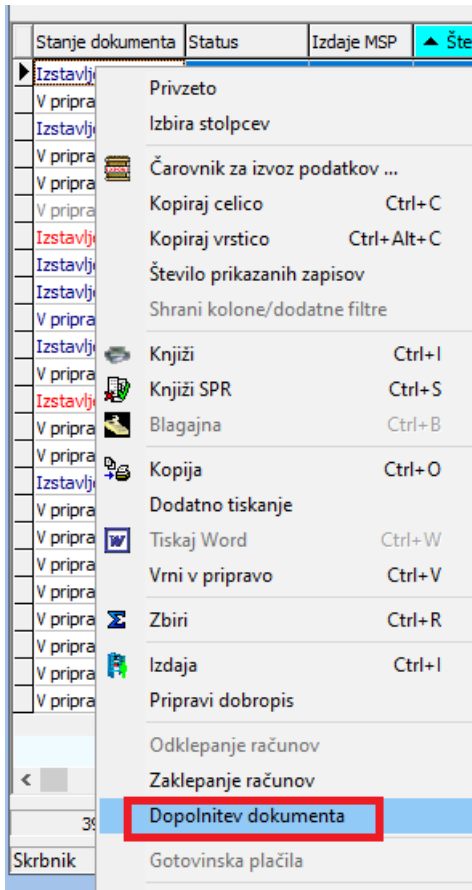 Stanje dokumenta Status Izdaje MSP ▲ Šte
Izstavlje
V pripra
Izstavlje
V pripra
V pripra
V pripra
Izstavlje
Izstavlje
Izstavlje
V pripra
Izstavlje
V pripra
Izstavlje
V pripra
V pripra
Izstavlje
V pripra
V pripra
V pripra
V pripra
V pripra
V pripra
V pripra
V pripra
Privzeto
Izbira stolpcev
Čarovnik za izvoz podatkov ...
Kopiraj celico Ctrl+C
Kopiraj vrstico Ctrl+Alt+C
Število prikazanih zapisov
Shrani kolone/dodatne filtre
Knjiži Ctrl+I
Knjiži SPR Ctrl+S
Blagajna Ctrl+B
Kopija Ctrl+O
Dodatno tiskanje
Tiskaj Word Ctrl+W
Vrni v pripravo Ctrl+V
Zbiri Ctrl+R
Izdaja Ctrl+I
Pripravi dobropis
Odklepanje računov
Zaklepanje računov
Dopolnitev dokumenta
Gotovinska plačila
Skrbnik